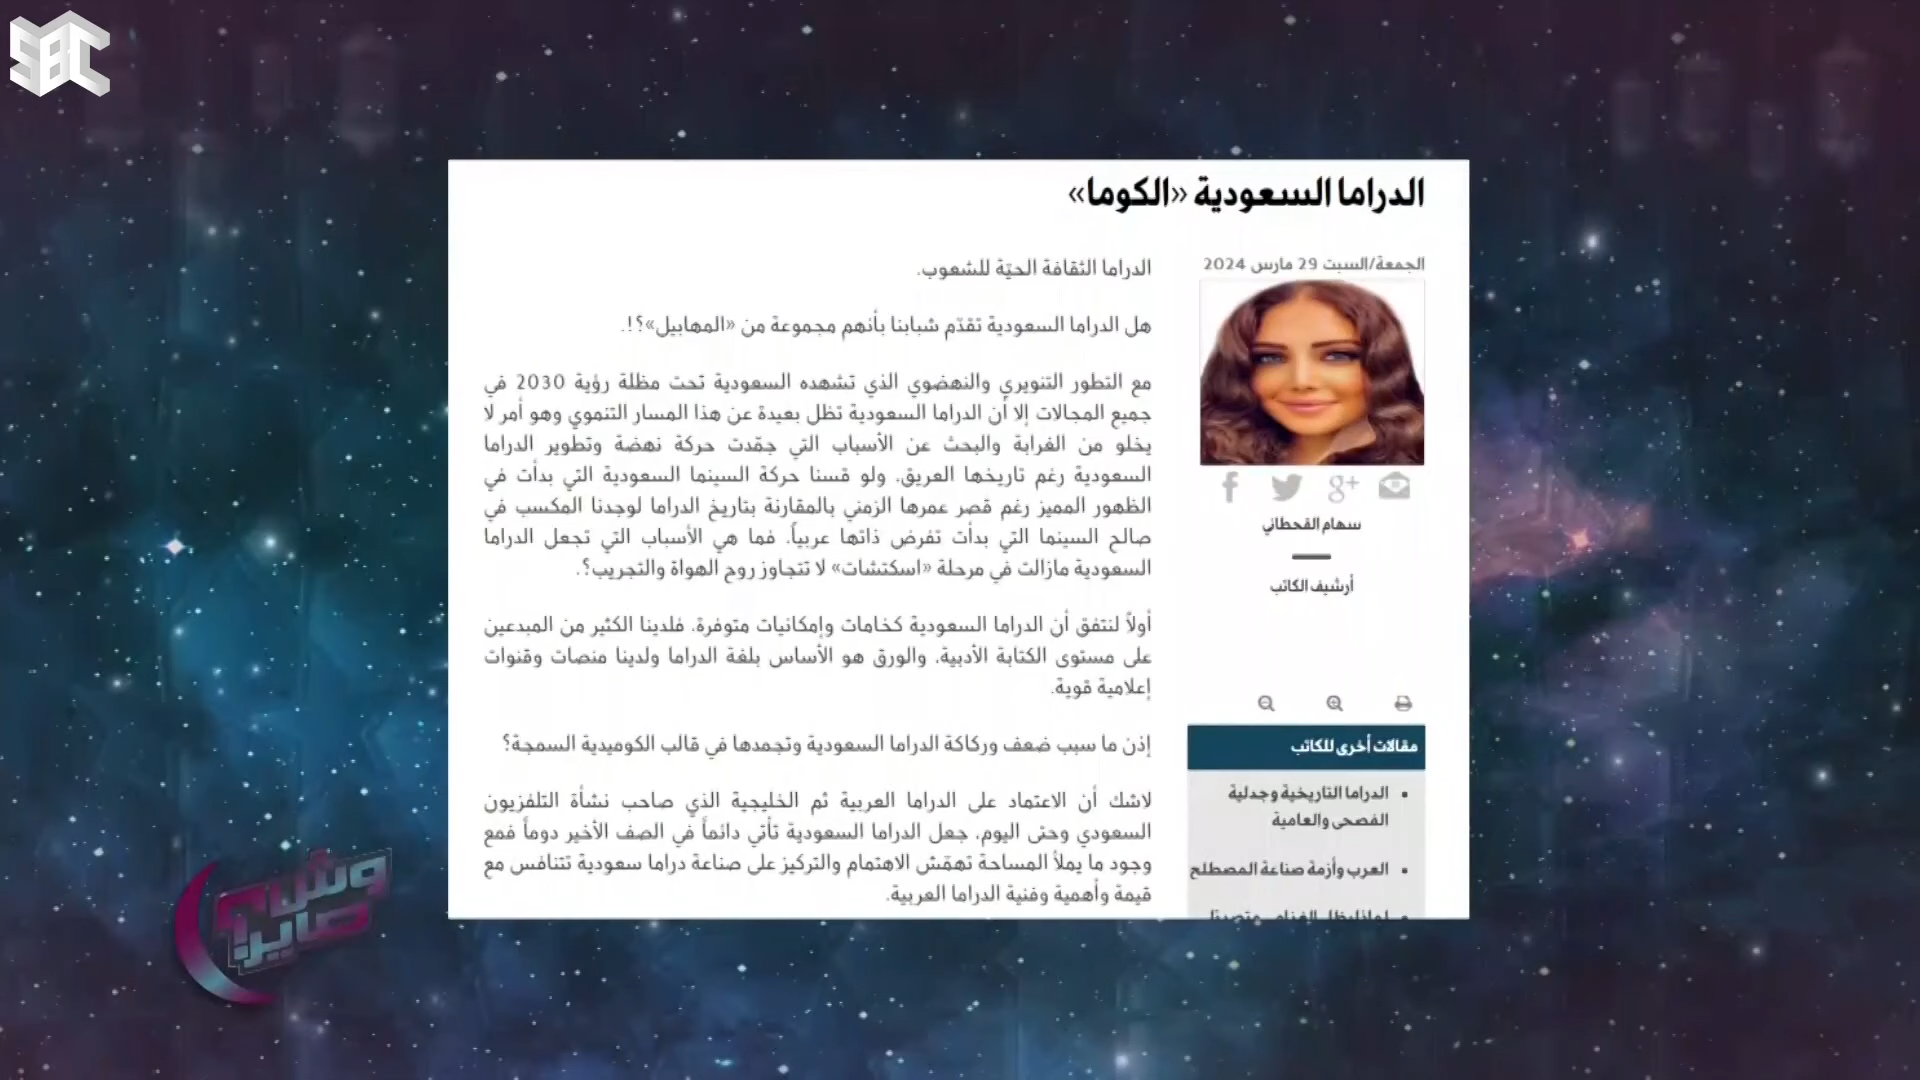 SBC
الدراما السعودية «الكوما»
الجمعة/السبت 29 مارس 2024
سهام القحطاني
أرشيف الكاتب
مقالات أخرى للكاتب
الدراما التاريخية وجدلية
الفصحى والعامية
العرب وأزمة صناعة المصطلح
الدراما الثقافة الحيّة للشعوب.
هل الدراما السعودية تقدّم شبابنا بأنهم مجموعة من «المهابيل»؟!.
مع التطور التنويري والنهضوي الذي تشهده السعودية تحت مظلة رؤية 2030 في
جميع المجالات إلا أن الدراما السعودية تظل بعيدة عن هذا المسار التنموي وهو أمر لا
يخلو من الغرابة والبحث عن الأسباب التي جمّدت حركة نهضة وتطوير الدراما
السعودية رغم تاريخها العريق، ولو قسنا حركة السينما السعودية التي بدأت في
الظهور المميز رغم قصر عمرها الزمني بالمقارنة بتاريخ الدراما لوجدنا المكسب في
صالح السينما التي بدأت تفرض ذاتها عربياً، فما هي الأسباب التي تجعل الدراما
السعودية مازالت في مرحلة «اسكتشات» لا تتجاوز روح الهواة والتجريب؟.
أولاً لنتفق أن الدراما السعودية كخامات وإمكانيات متوفرة، فلدينا الكثير من المبدعين
على مستوى الكتابة الأدبية، والورق هو الأساس بلغة الدراما ولدينا منصات وقنوات
إعلامية قوية.
إذن ما سبب ضعف وركاكة الدراما السعودية وتجمدها في قالب الكوميدية السمجة؟
لاشك أن الاعتماد على الدراما العربية ثم الخليجية الذي صاحب نشأة التلفزيون
السعودي وحتى اليوم، جعل الدراما السعودية تأتي دائماً في الصف الأخير دوماً فمع
وجود ما يملأ المساحة تهمّش الاهتمام والتركيز على صناعة دراما سعودية تتنافس مع
قيمة وأهمية وفنية الدراما العربية.
وش
صاير؟